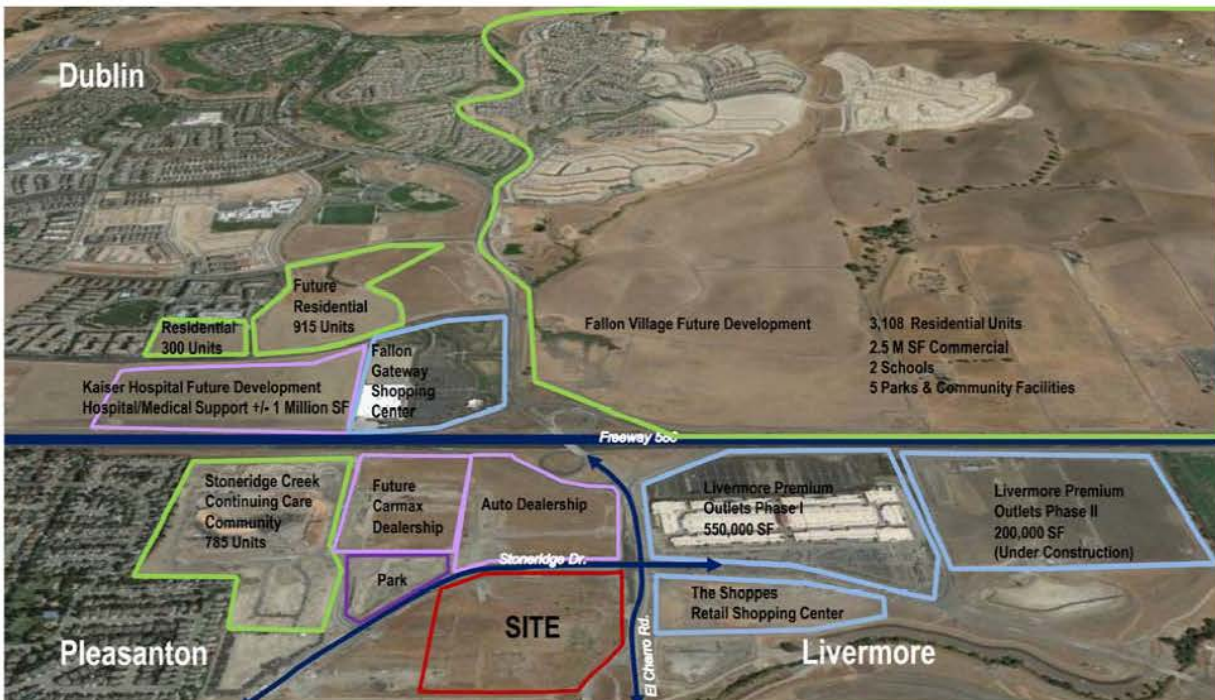 Dublin
Future
Residential
915 Units
Residential
300 Units
Fallon
Gateway
Shopping
Center
Kaiser Hospital Future Development
Hospital/Medical Support +/- 1 Million SF
Fallon Village Future Development
3,108 Residential Units
2.5 M SF Commercial
2 Schools
5 Parks & Community Facilities
Freeway
Stoneridge Creek
Continuing Care
Community
785 Units
Future
Carmax
Dealership
Auto Dealership
Livermore Premium
Outlets Phase I
550,000 SF
Livermore Premium
Outlets Phase II
200,000 SF
(Under Construction)
Stoneridge Dr.
Park
The Shoppes
Retail Shopping Center
SITE
El Charro Rd.
Pleasanton
Livermore